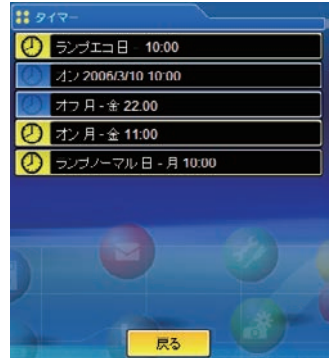 タイマー
ランプエコ 日 - 10:00
オン 2006/3/10 10:00
オフ 月 - 金 22.00
オン 月 - 金 11:00
ランプノーマル 日 - 月 10:00
戻る